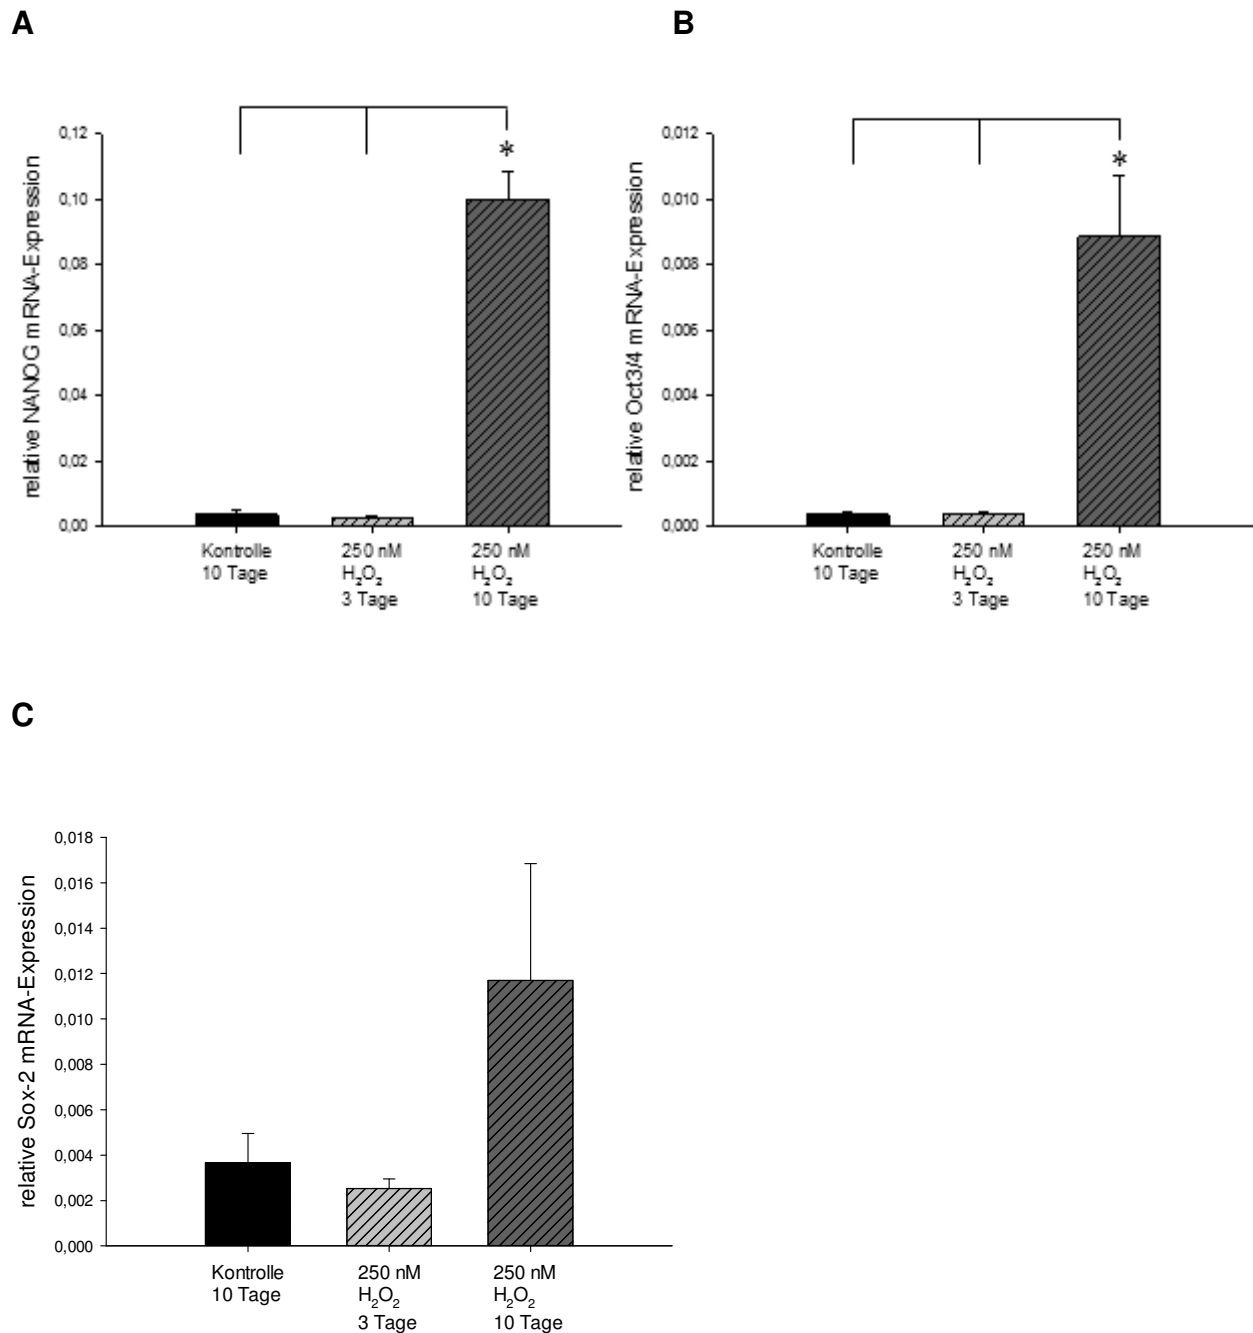 A
B
relative NANOG mRNA-Expression
0,12
0,10
0,08
0,06
0,04
0,02
0,00
*
Kontrolle
10 Tage
250 nM
H₂O₂
3 Tage
250 nM
H₂O₂
10 Tage
relative Oct3/4 mRNA-Expression
0,012
0,010
0,008
0,006
0,004
0,002
0,000
*
Kontrolle
10 Tage
250 nM
H₂O₂
3 Tage
250 nM
H₂O₂
10 Tage
C
relative Sox-2 mRNA-Expression
0,018
0,016
0,014
0,012
0,010
0,008
0,006
0,004
0,002
0,000
Kontrolle
10 Tage
250 nM
H₂O₂
3 Tage
250 nM
H₂O₂
10 Tage